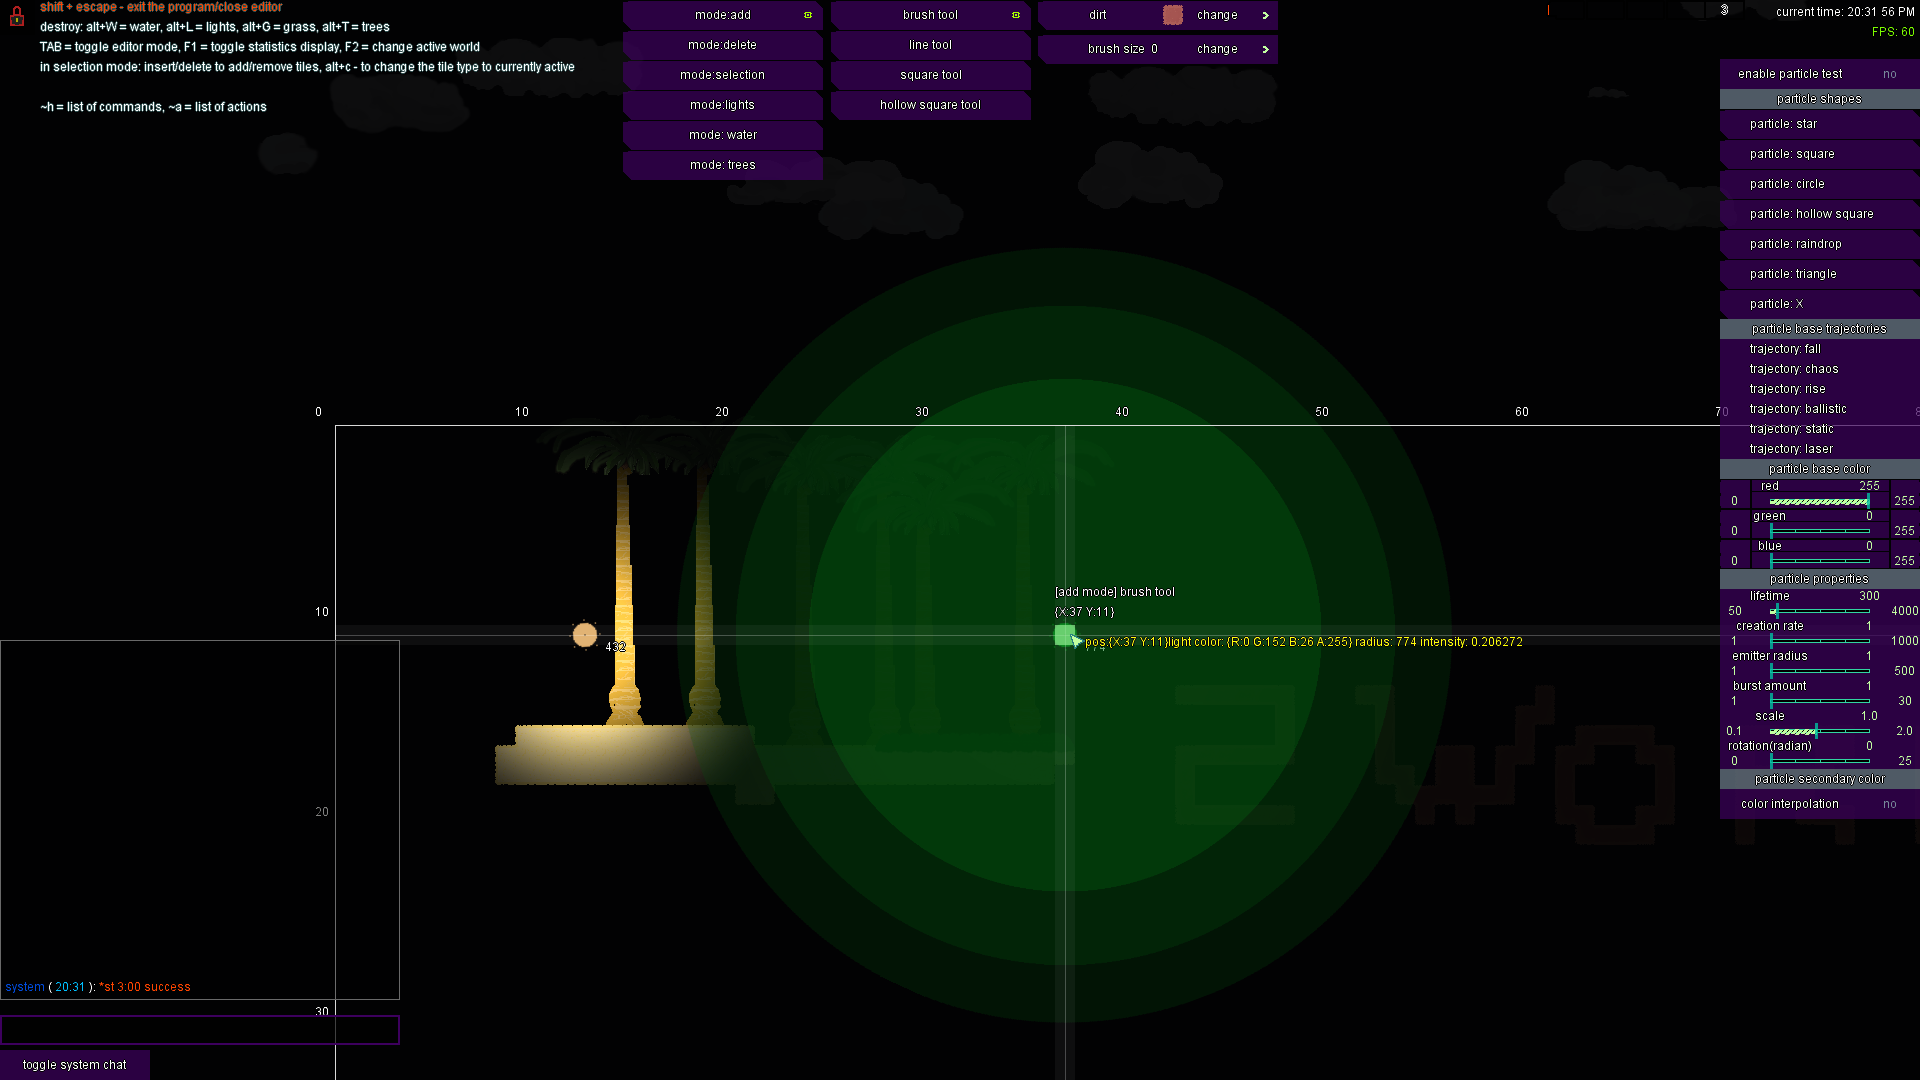 shift + escape - exit the program/close editor
destroy: alt+W = water, alt+L = lights, alt+G = grass, alt+T = trees
TAB = toggle editor mode, F1 = toggle statistics display, F2 = change active world
in selection mode: insert/delete to add/remove tiles, alt+c - to change the tile type to currently active
~h = list of commands, ~a = list of actions
mode:add
mode:delete
mode:selection
mode:lights
mode: water
mode: trees
brush tool
line tool
square tool
hollow square tool
dirt change >
brush size 0 change >
3
current time: 20:31 56 PM
FPS: 60
enable particle test no
particle shapes
particle: star
particle: square
particle: circle
particle: hollow square
particle: raindrop
particle: triangle
particle: X
particle base trajectories
trajectory: fall
trajectory: chaos
trajectory: rise
trajectory: ballistic
trajectory: static
trajectory: laser
particle base color
red 255
0 255
green 0
0 255
blue 0
0 255
particle properties
lifetime 300
50 4000
creation rate 1
1 1000
emitter radius 1
1 500
burst amount 1
1 30
scale 1.0
0.1 2.0
rotation(radian) 0
0 25
particle secondary color
color interpolation no
0 10 20 30 40 50 60 70
10
20
30
[add mode] brush tool
{X:37 Y:11}
pos:{X:37 Y:11}light color: {R:0 G:152 B:26 A:255} radius: 774 intensity: 0.206272
432
system ( 20:31 ): *st 3:00 success
toggle system chat